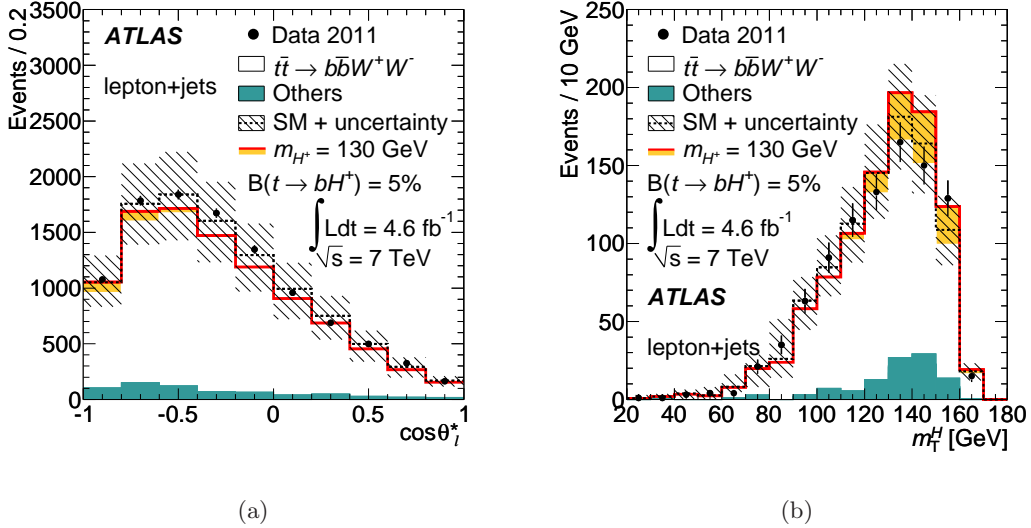 Events / 0.2
3500
3000
2500
2000
1500
1000
500
0
ATLAS
lepton+jets
Data 2011
tt̄ → bb̄W⁺W⁻
Others
SM + uncertainty
m_H⁺ = 130 GeV
B(t → bH⁺) = 5%
∫Ldt = 4.6 fb⁻¹
√s = 7 TeV
-1 -0.5 0 0.5 1
cosθ*_l
(a)
Events / 10 GeV
250
200
150
100
50
0
Data 2011
tt̄ → bb̄W⁺W⁻
Others
SM + uncertainty
m_H⁺ = 130 GeV
B(t → bH⁺) = 5%
∫Ldt = 4.6 fb⁻¹
√s = 7 TeV
ATLAS
lepton+jets
20 40 60 80 100 120 140 160 180
m_T^H [GeV]
(b)